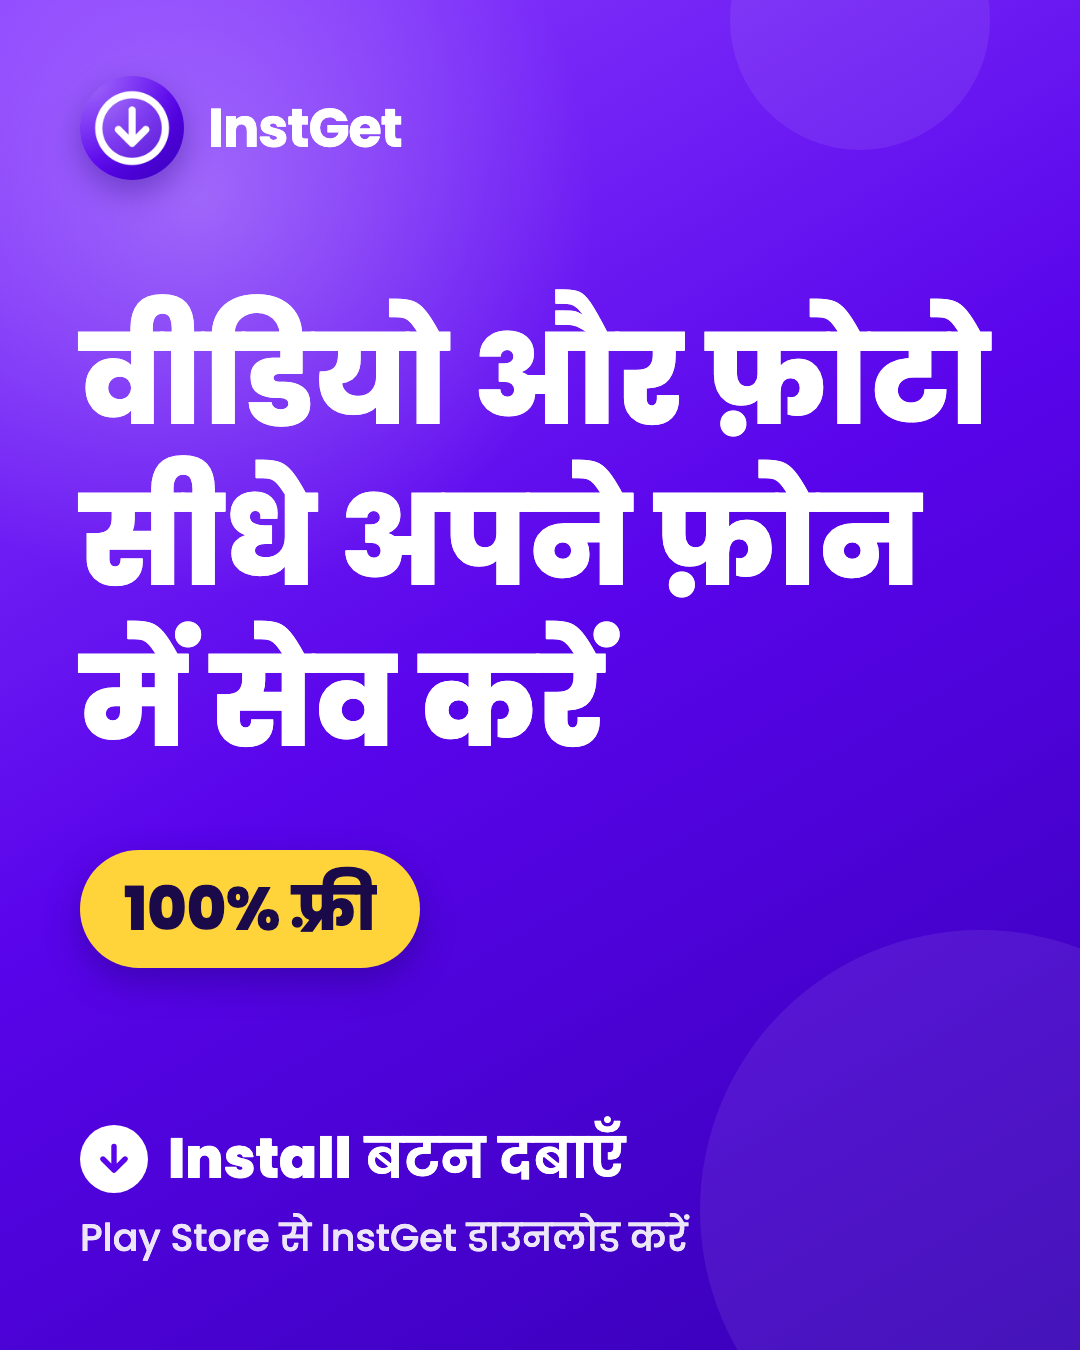 InstGet
वीडियो और फ़ोटो
सीधे अपने फ़ोन
में सेव करें
100% फ़्री
Install बटन दबाएँ
Play Store से InstGet डाउनलोड करें